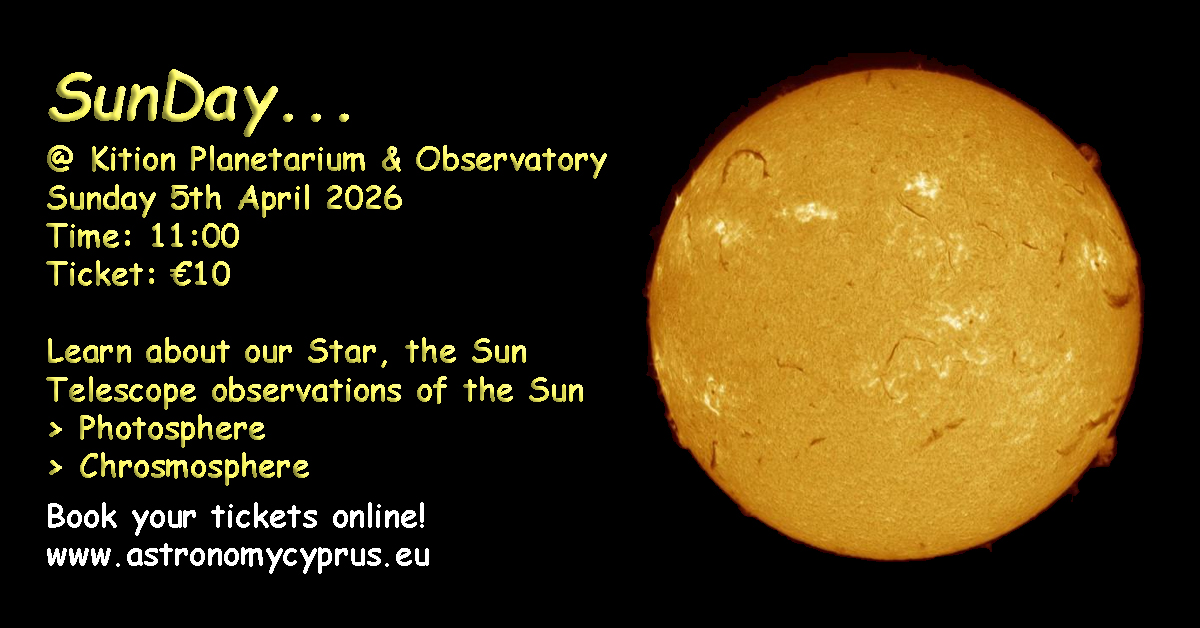 SunDay...
@ Kition Planetarium & Observatory
Sunday 5th April 2026
Time: 11:00
Ticket: €10
Learn about our Star, the Sun
Telescope observations of the Sun
> Photosphere
> Chrosmosphere
Book your tickets online!
www.astronomycyprus.eu